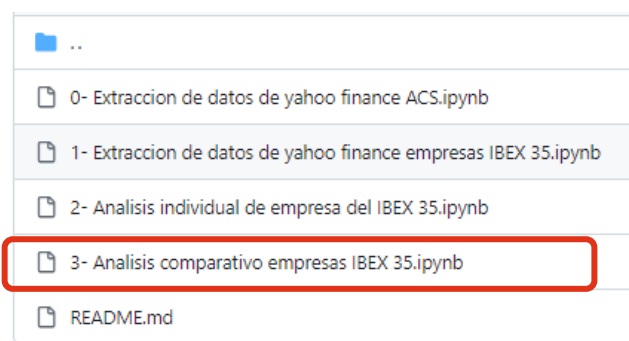 ..
0- Extraccion de datos de yahoo finance ACS.ipynb
1- Extraccion de datos de yahoo finance empresas IBEX 35.ipynb
2- Analisis individual de empresa del IBEX 35.ipynb
3- Analisis comparativo empresas IBEX 35.ipynb
README.md